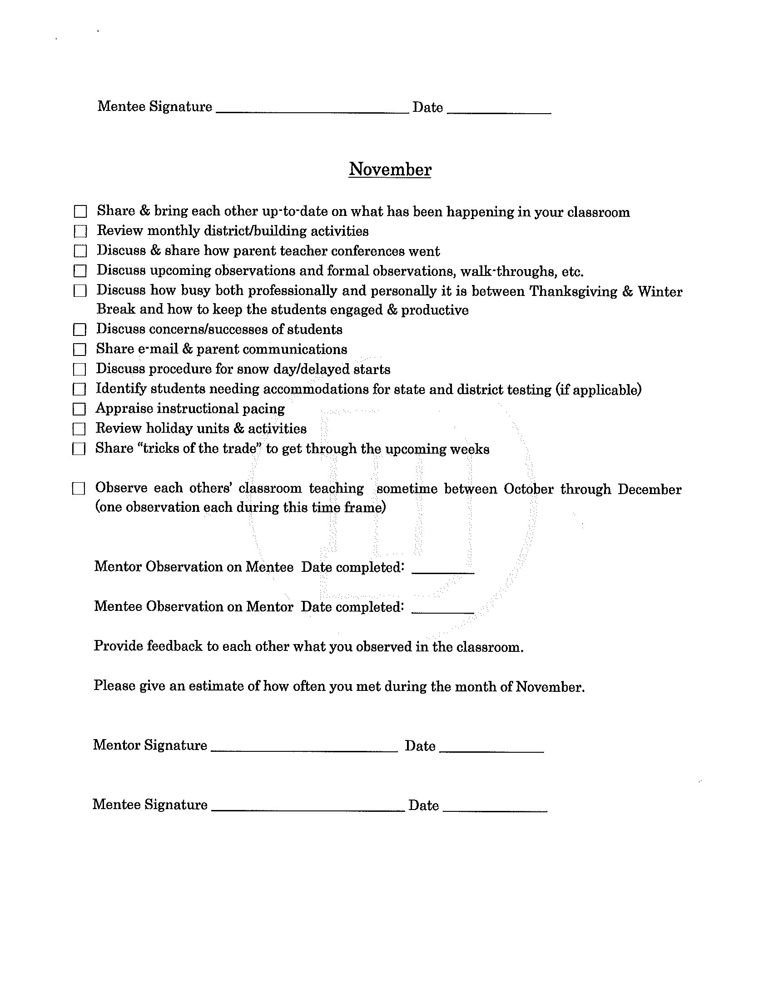 Mentee Signature ____________________ Date ___________
November
☐ Share & bring each other up-to-date on what has been happening in your classroom
☐ Review monthly district/building activities
☐ Discuss & share how parent teacher conferences went
☐ Discuss upcoming observations and formal observations, walk-throughs, etc.
☐ Discuss how busy both professionally and personally it is between Thanksgiving & Winter
Break and how to keep the students engaged & productive
☐ Discuss concerns/successes of students
☐ Share e-mail & parent communications
☐ Discuss procedure for snow day/delayed starts
☐ Identify students needing accommodations for state and district testing (if applicable)
☐ Appraise instructional pacing
☐ Review holiday units & activities
☐ Share “tricks of the trade” to get through the upcoming weeks
☐ Observe each others’ classroom teaching sometime between October through December
(one observation each during this time frame)
Mentor Observation on Mentee Date completed: _______
Mentee Observation on Mentor Date completed: _______
Provide feedback to each other what you observed in the classroom.
Please give an estimate of how often you met during the month of November.
Mentor Signature ____________________ Date ___________
Mentee Signature ____________________ Date ___________